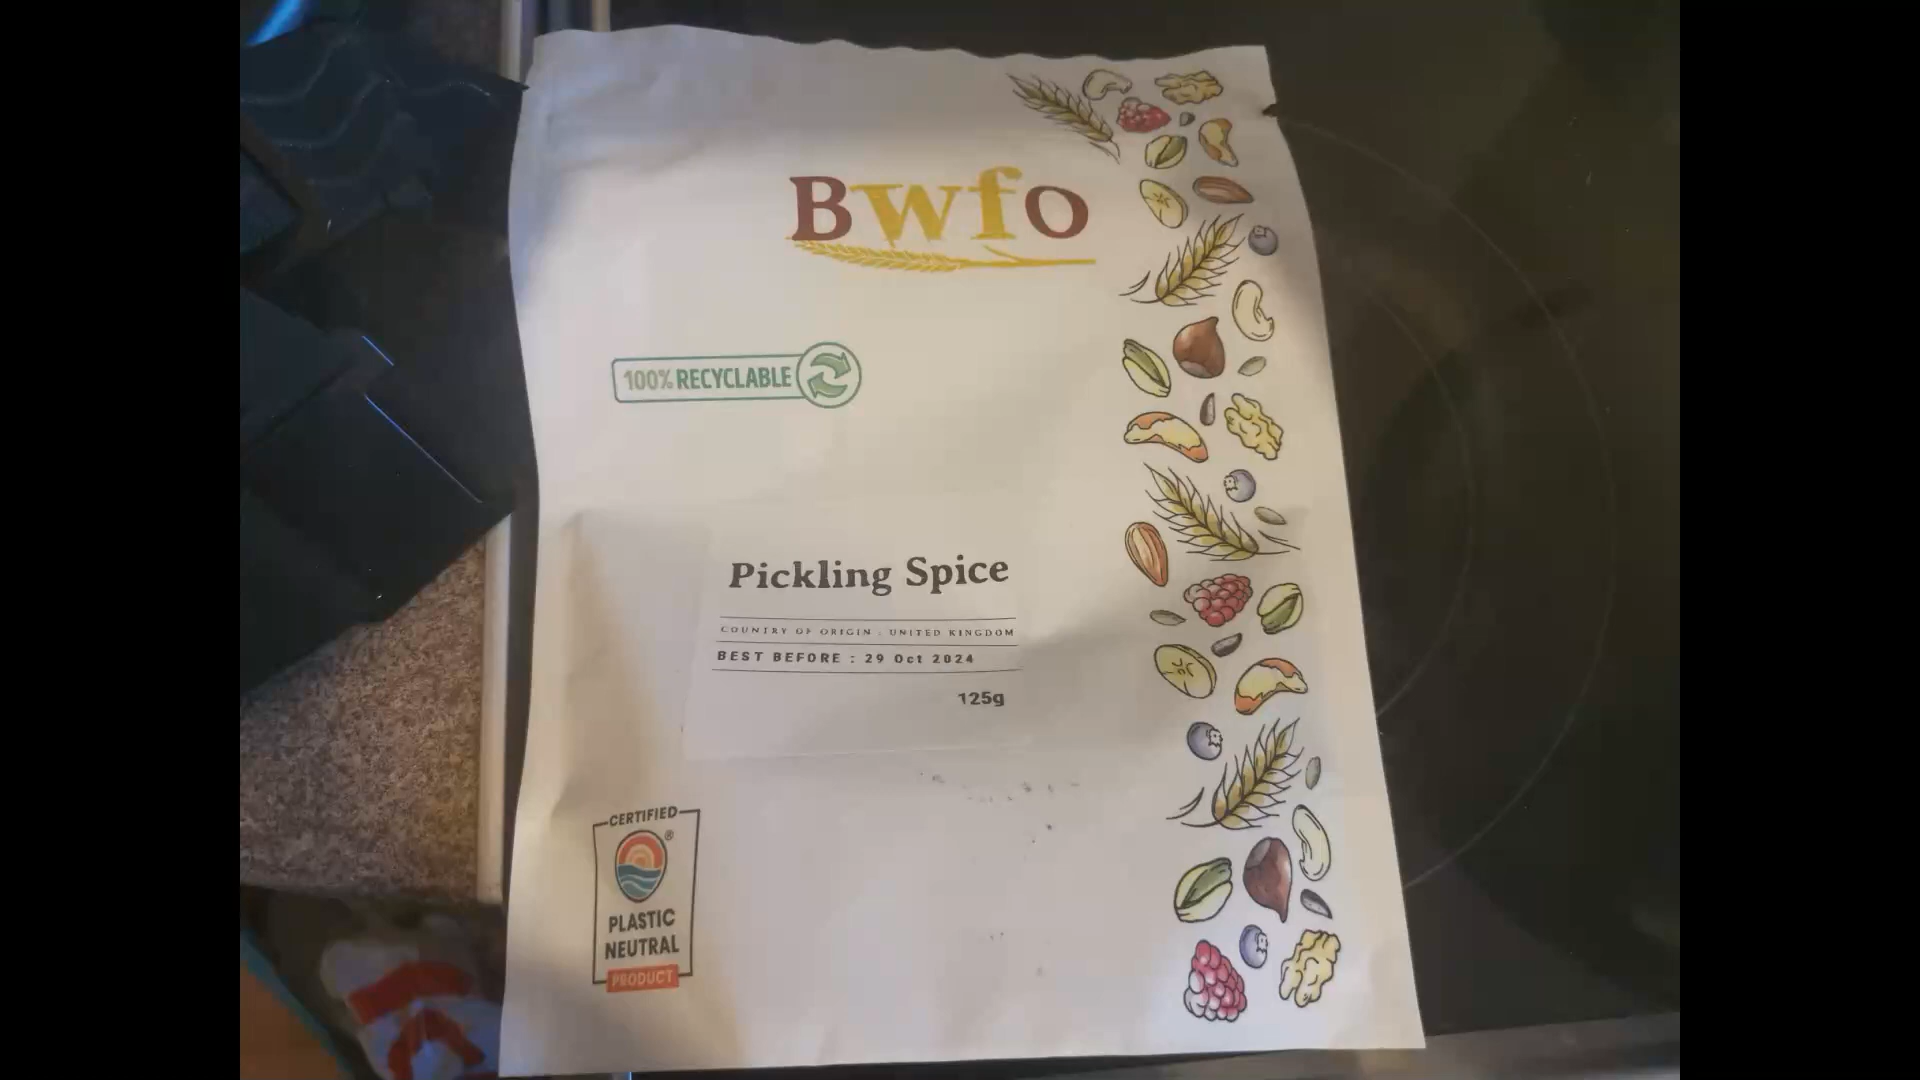 Bwfo
100% RECYCLABLE
Pickling Spice
COUNTRY OF ORIGIN : UNITED KINGDOM
BEST BEFORE : 29 Oct 2024
125g
CERTIFIED
®
PLASTIC
NEUTRAL
PRODUCT